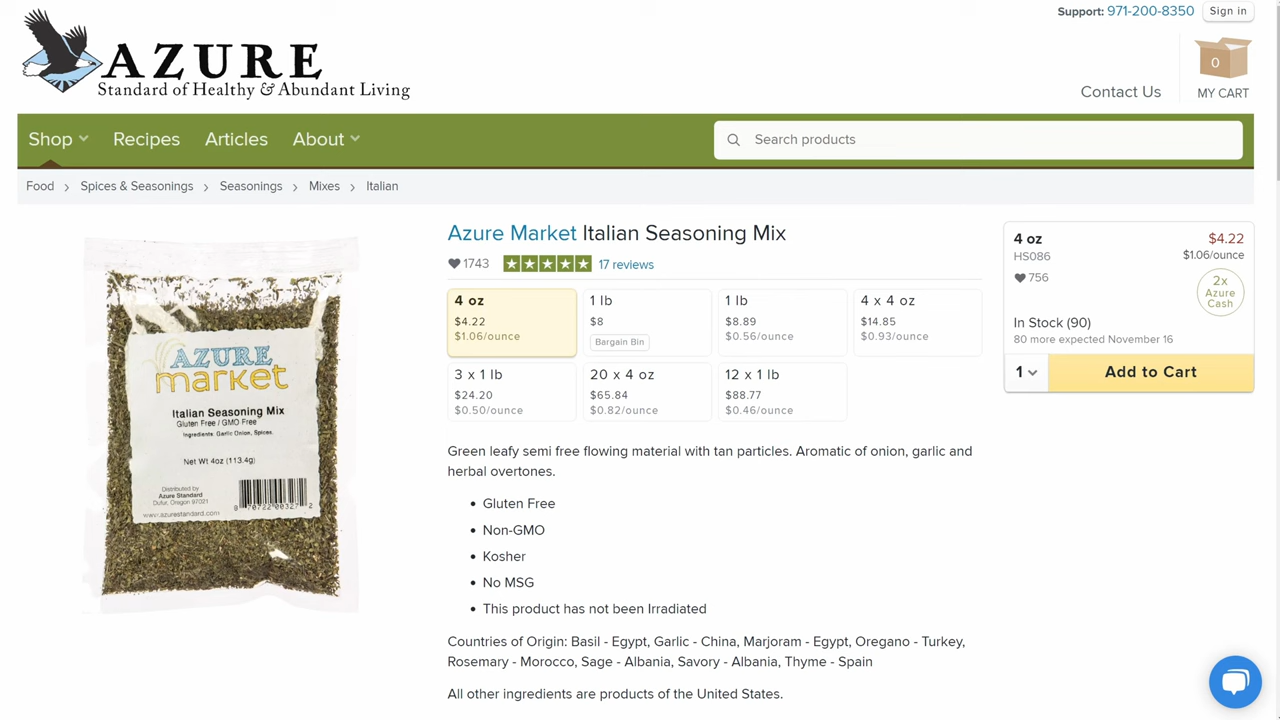 Support: 971-200-8350
Sign in
AZURE
Standard of Healthy & Abundant Living
Contact Us
0
MY CART
Shop
Recipes
Articles
About
Search products
Food > Spices & Seasonings > Seasonings > Mixes > Italian
AZURE
market
Italian Seasoning Mix
Gluten Free / GMO Free
Ingredients: Garlic Onion, Spices.
Net Wt 4oz (113.4g)
Distributed by
Azure Standard
Dufur, Oregon 97021
www.azurestandard.com
8 70722 00327 2
Azure Market Italian Seasoning Mix
1743
17 reviews
4 oz
$4.22
$1.06/ounce
1 lb
$8
Bargain Bin
1 lb
$8.89
$0.56/ounce
4 x 4 oz
$14.85
$0.93/ounce
3 x 1 lb
$24.20
$0.50/ounce
20 x 4 oz
$65.84
$0.82/ounce
12 x 1 lb
$88.77
$0.46/ounce
Green leafy semi free flowing material with tan particles. Aromatic of onion, garlic and
herbal overtones.
• Gluten Free
• Non-GMO
• Kosher
• No MSG
• This product has not been Irradiated
Countries of Origin: Basil - Egypt, Garlic - China, Marjoram - Egypt, Oregano - Turkey,
Rosemary - Morocco, Sage - Albania, Savory - Albania, Thyme - Spain
All other ingredients are products of the United States.
4 oz
$4.22
HS086
$1.06/ounce
756
2x
Azure
Cash
In Stock (90)
80 more expected November 16
1
Add to Cart